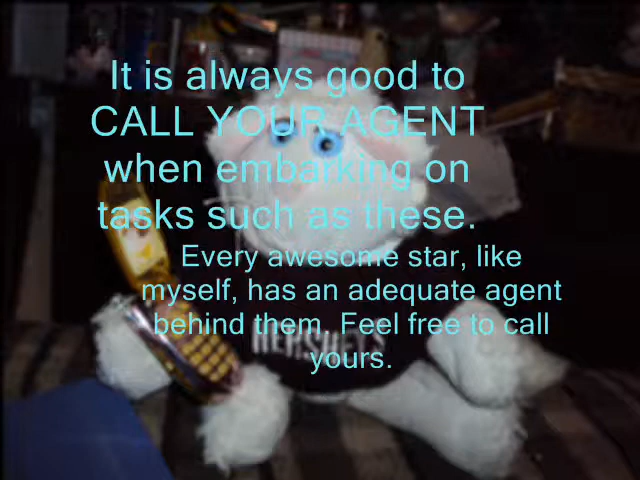 It is always good to
CALL YOUR AGENT
when embarking on
tasks such as these.
Every awesome star, like
myself, has an adequate agent
behind them. Feel free to call
yours.
HERSHEY'S